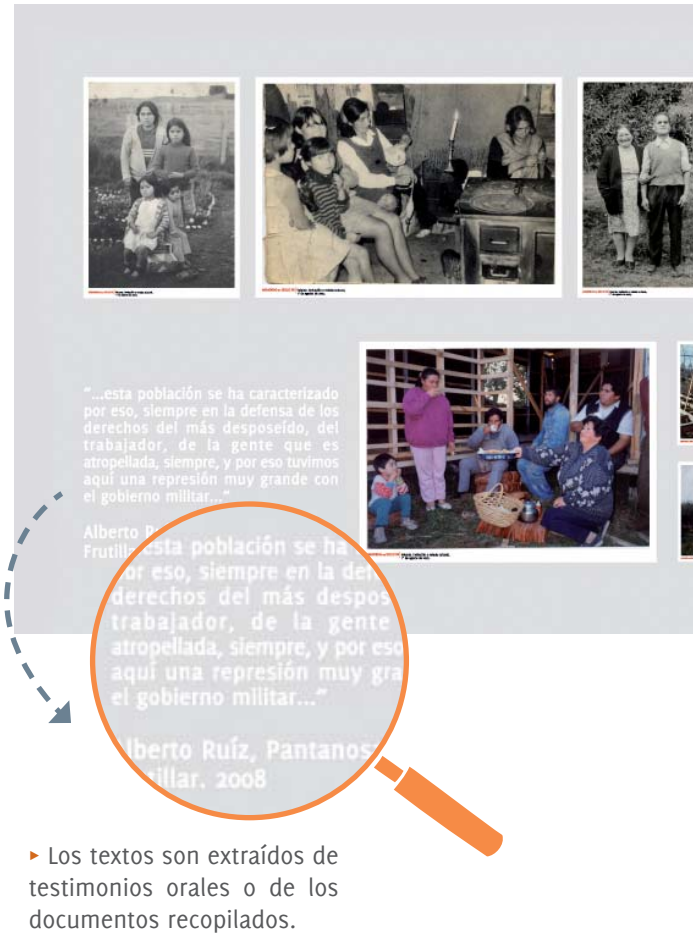 "...esta población se ha caracterizado
por eso, siempre en la defensa de los
derechos del más desposeído, del
trabajador, de la gente que es
atropellada, siempre, y por eso tuvimos
aquí una represión muy grande con
el gobierno militar..."
Alberto
Frutilla
esta población se ha
por eso, siempre en la de
derechos del más despos
trabajador, de la gente
atropellada, siempre, y por eso
aquí una represión muy gra
el gobierno militar..."
lberto Ruíz, Pantanos
tillar, 2008
▸ Los textos son extraídos de
testimonios orales o de los
documentos recopilados.